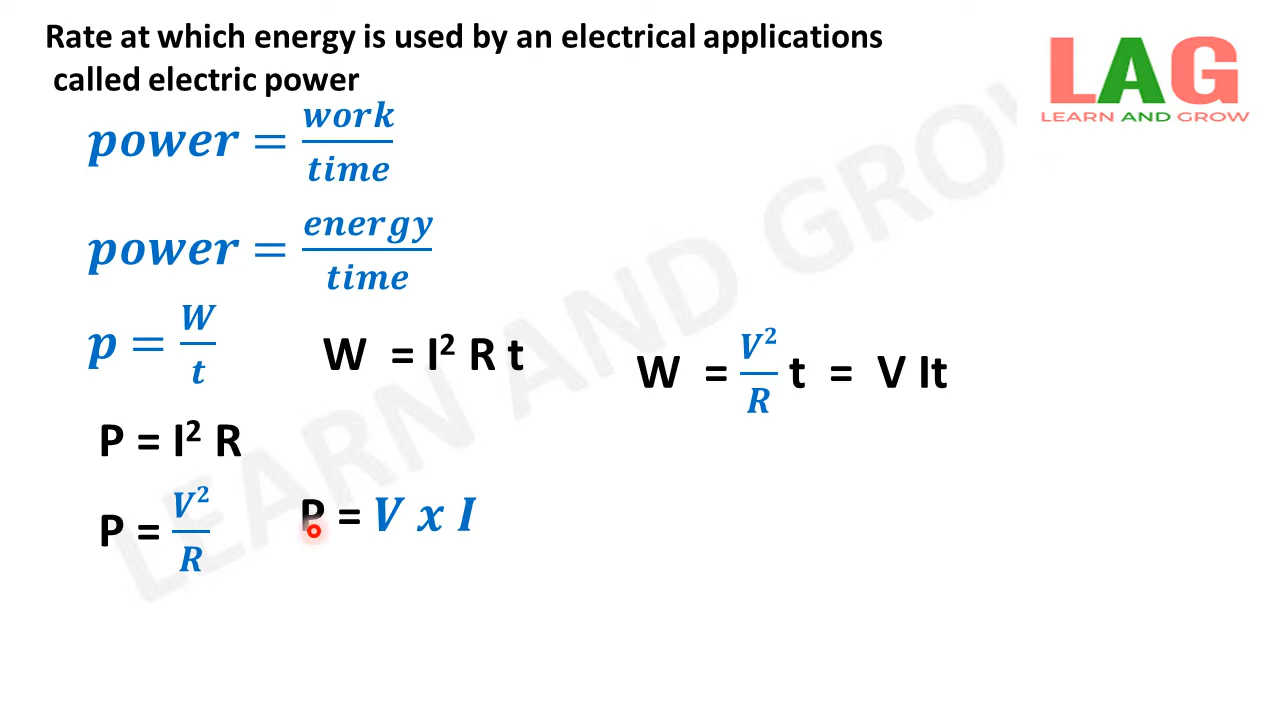 Rate at which energy is used by an electrical applications
called electric power
LAG
LEARN AND GROW
power = work/time
power = energy/time
p = W/t
W = I² R t
W = V²/R t = V It
P = I² R
P = V²/R
P = V x I
LEARN AND GROW